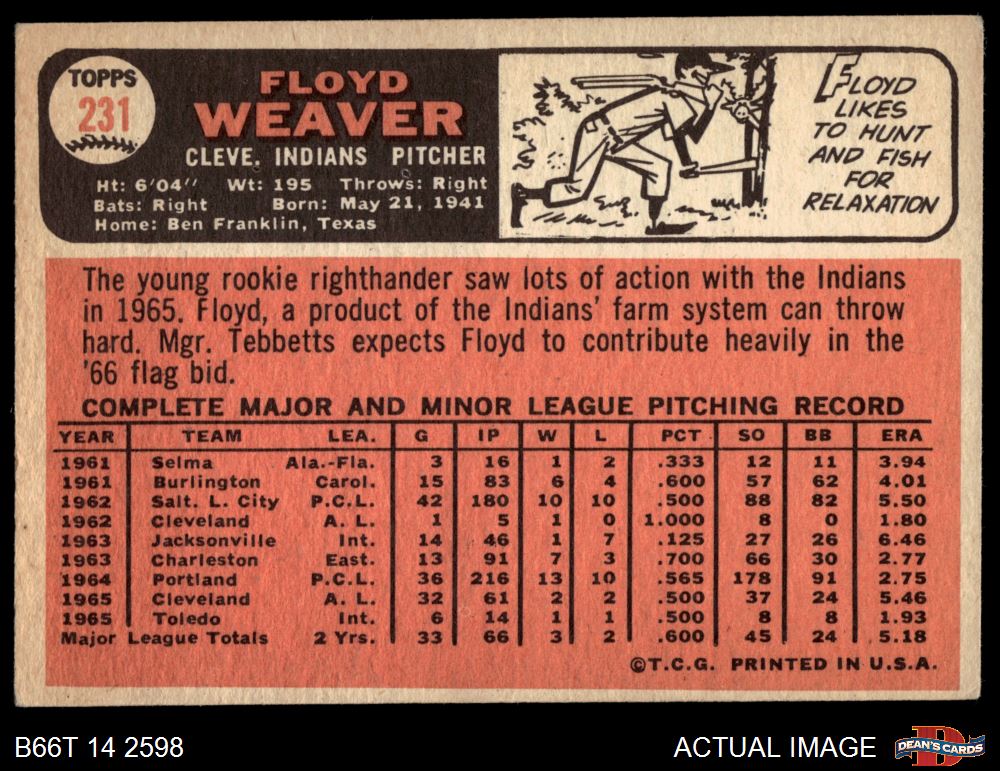 TOPPS
231
FLOYD
WEAVER
CLEVE. INDIANS PITCHER
Ht: 6'04" Wt: 195 Throws: Right
Bats: Right Born: May 21, 1941
Home: Ben Franklin, Texas
FLOYD
LIKES
TO HUNT
AND FISH
FOR
RELAXATION
The young rookie righthander saw lots of action with the Indians
in 1965. Floyd, a product of the Indians' farm system can throw
hard. Mgr. Tebbetts expects Floyd to contribute heavily in the
'66 flag bid.
COMPLETE MAJOR AND MINOR LEAGUE PITCHING RECORD
YEAR TEAM LEA. G IP W L PCT SO BB ERA
1961 Selma Ala.-Fla. 3 16 1 2 .333 12 11 3.94
1961 Burlington Carol. 15 83 6 4 .600 57 62 4.01
1962 Salt. L. City P.C.L. 42 180 10 10 .500 88 82 5.50
1962 Cleveland A. L. 1 5 1 0 1.000 8 0 1.80
1963 Jacksonville Int. 14 46 1 7 .125 27 26 6.46
1963 Charleston East. 13 91 7 3 .700 66 30 2.77
1964 Portland P.C.L. 36 216 13 10 .565 178 91 2.75
1965 Cleveland A. L. 32 61 2 2 .500 37 24 5.46
1965 Toledo Int. 6 14 1 1 .500 8 8 1.93
Major League Totals 2 Yrs. 33 66 3 2 .600 45 24 5.18
©T.C.G. PRINTED IN U.S.A.
B66T 14 2598
ACTUAL IMAGE
D
DEAN'S CARDS